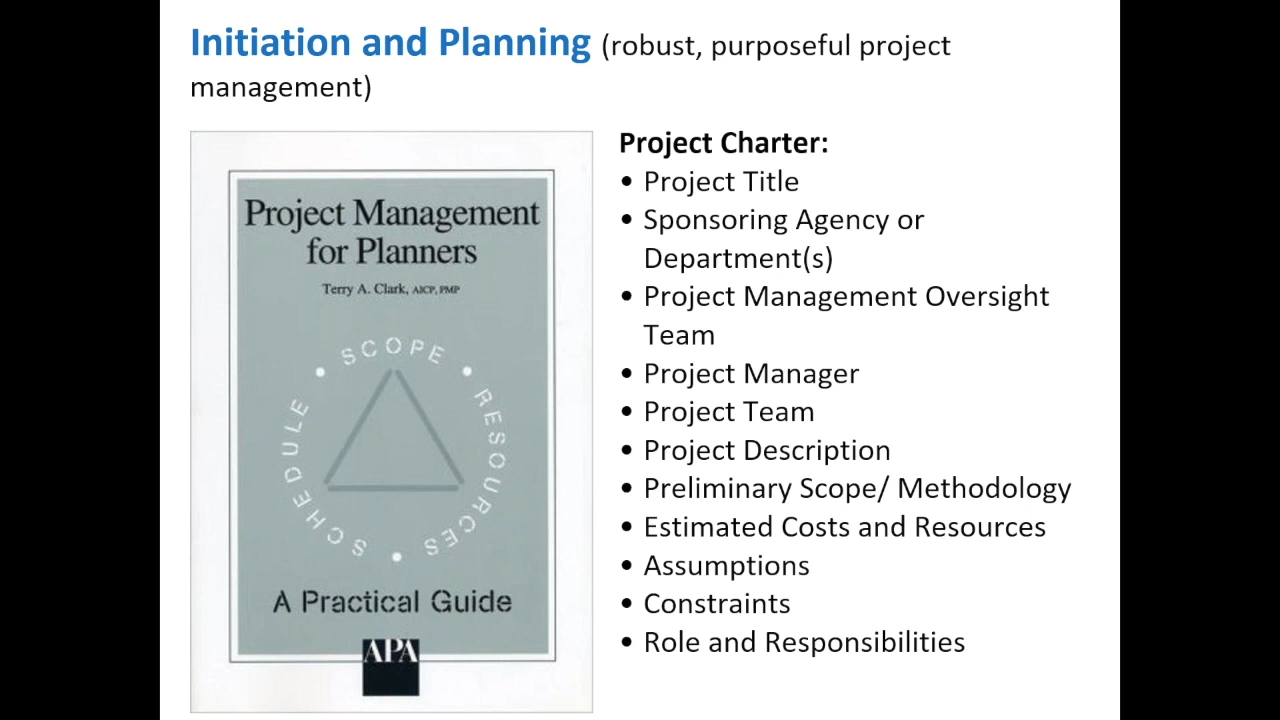 Initiation and Planning (robust, purposeful project
management)
Project Management
for Planners
Terry A. Clark, AICP, PMP
SCOPE • RESOURCES • SCHEDULE •
A Practical Guide
APA
Project Charter:
• Project Title
• Sponsoring Agency or
Department(s)
• Project Management Oversight
Team
• Project Manager
• Project Team
• Project Description
• Preliminary Scope/ Methodology
• Estimated Costs and Resources
• Assumptions
• Constraints
• Role and Responsibilities